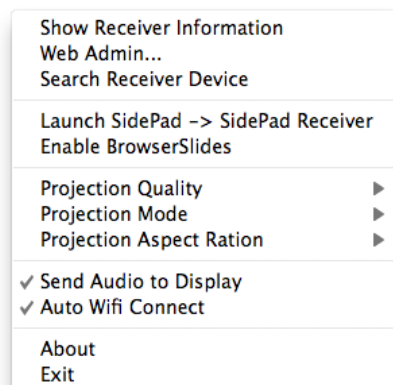 Show Receiver Information
Web Admin...
Search Receiver Device
Launch SidePad -> SidePad Receiver
Enable BrowserSlides
Projection Quality
Projection Mode
Projection Aspect Ration
Send Audio to Display
Auto Wifi Connect
About
Exit